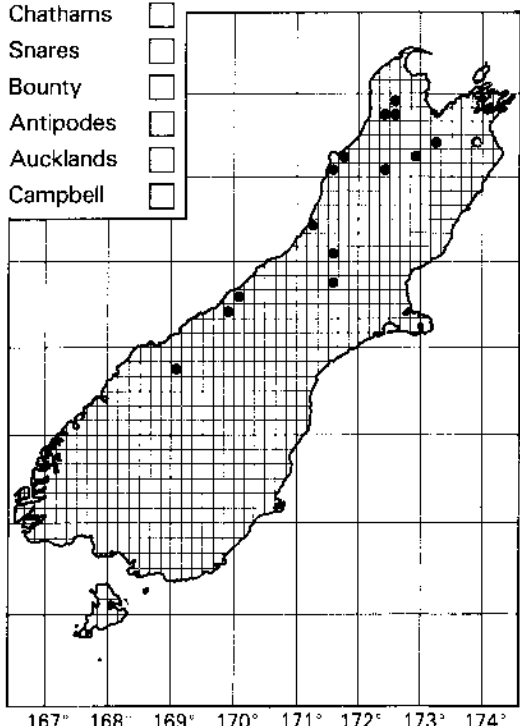 Chathams
Snares
Bounty
Antipodes
Aucklands
Campbell
167° 168° 169° 170° 171° 172° 173° 174°